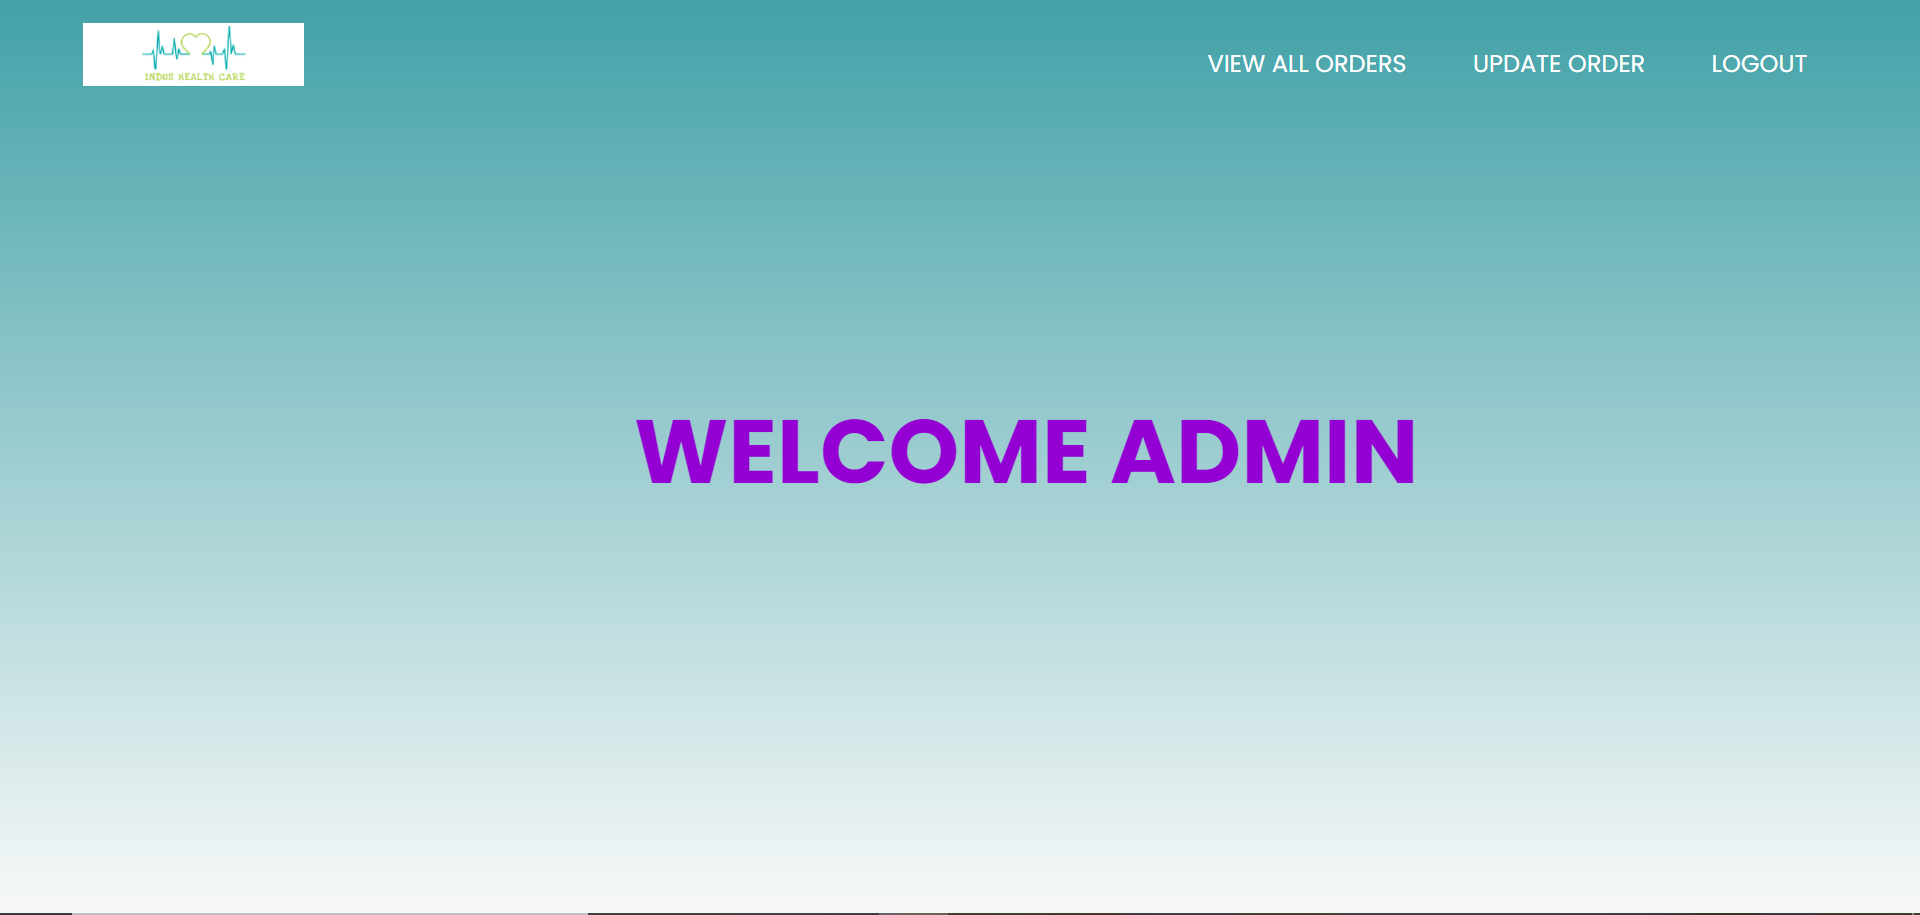 INDUS HEALTH CARE
VIEW ALL ORDERS
UPDATE ORDER
LOGOUT
WELCOME ADMIN